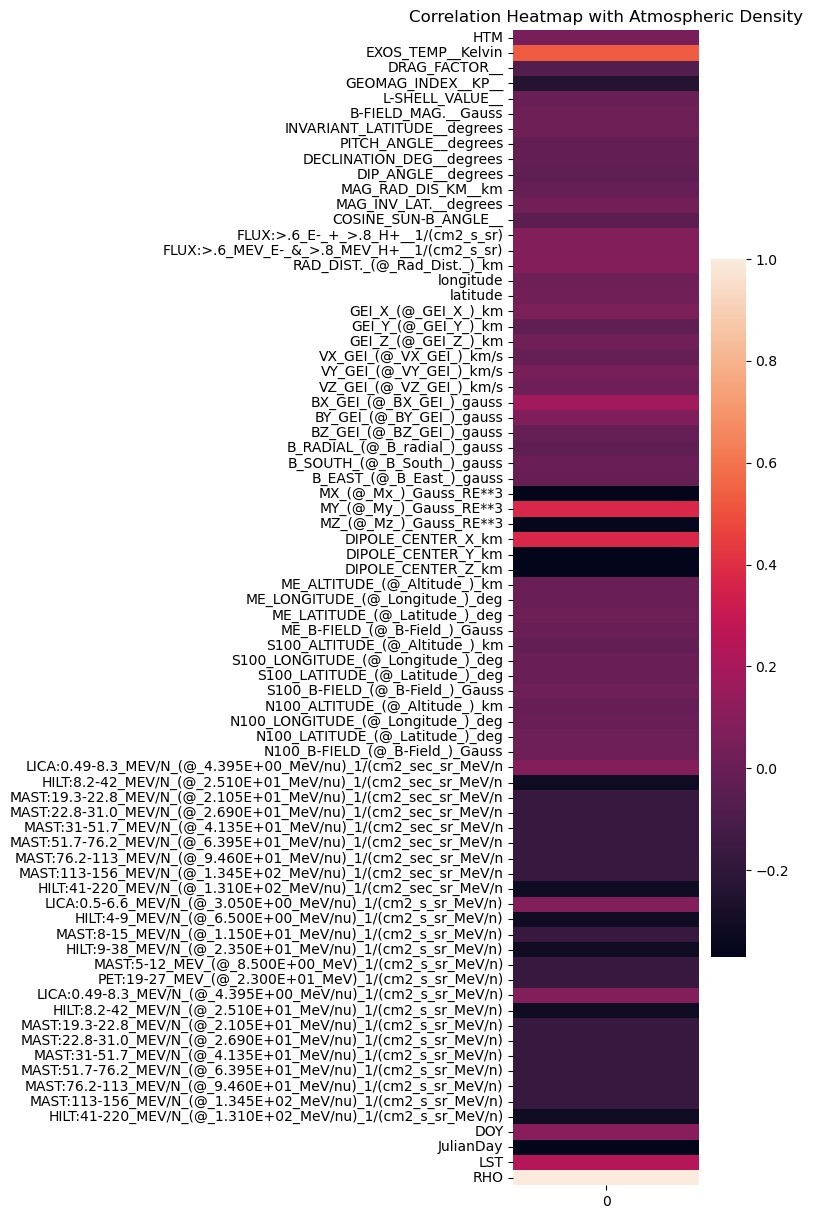 Correlation Heatmap with Atmospheric Density
HTM
EXOS_TEMP__Kelvin
DRAG_FACTOR__
GEOMAG_INDEX__KP__
L-SHELL_VALUE__
B-FIELD_MAG.__Gauss
INVARIANT_LATITUDE__degrees
PITCH_ANGLE__degrees
DECLINATION_DEG__degrees
DIP_ANGLE__degrees
MAG_RAD_DIS_KM__km
MAG_INV_LAT.__degrees
COSINE_SUN-B_ANGLE__
FLUX:>.6_E-_+_>.8_H+__1/(cm2_s_sr)
FLUX:>.6_MEV_E-_&_>.8_MEV_H+__1/(cm2_s_sr)
RAD_DIST._(@_Rad_Dist._)_km
longitude
latitude
GEI_X_(@_GEI_X_)_km
GEI_Y_(@_GEI_Y_)_km
GEI_Z_(@_GEI_Z_)_km
VX_GEI_(@_VX_GEI_)_km/s
VY_GEI_(@_VY_GEI_)_km/s
VZ_GEI_(@_VZ_GEI_)_km/s
BX_GEI_(@_BX_GEI_)_gauss
BY_GEI_(@_BY_GEI_)_gauss
BZ_GEI_(@_BZ_GEI_)_gauss
B_RADIAL_(@_B_radial_)_gauss
B_SOUTH_(@_B_South_)_gauss
B_EAST_(@_B_East_)_gauss
MX_(@_Mx_)_Gauss_RE**3
MY_(@_My_)_Gauss_RE**3
MZ_(@_Mz_)_Gauss_RE**3
DIPOLE_CENTER_X_km
DIPOLE_CENTER_Y_km
DIPOLE_CENTER_Z_km
ME_ALTITUDE_(@_Altitude_)_km
ME_LONGITUDE_(@_Longitude_)_deg
ME_LATITUDE_(@_Latitude_)_deg
ME_B-FIELD_(@_B-Field_)_Gauss
S100_ALTITUDE_(@_Altitude_)_km
S100_LONGITUDE_(@_Longitude_)_deg
S100_LATITUDE_(@_Latitude_)_deg
S100_B-FIELD_(@_B-Field_)_Gauss
N100_ALTITUDE_(@_Altitude_)_km
N100_LONGITUDE_(@_Longitude_)_deg
N100_LATITUDE_(@_Latitude_)_deg
N100_B-FIELD_(@_B-Field_)_Gauss
LICA:0.49-8.3_MEV/N_(@_4.395E+00_MeV/nu)_1/(cm2_sec_sr_MeV/n
HILT:8.2-42_MEV/N_(@_2.510E+01_MeV/nu)_1/(cm2_sec_sr_MeV/n
MAST:19.3-22.8_MEV/N_(@_2.105E+01_MeV/nu)_1/(cm2_sec_sr_MeV/n
MAST:22.8-31.0_MEV/N_(@_2.690E+01_MeV/nu)_1/(cm2_sec_sr_MeV/n
MAST:31-51.7_MEV/N_(@_4.135E+01_MeV/nu)_1/(cm2_sec_sr_MeV/n
MAST:51.7-76.2_MEV/N_(@_6.395E+01_MeV/nu)_1/(cm2_sec_sr_MeV/n
MAST:76.2-113_MEV/N_(@_9.460E+01_MeV/nu)_1/(cm2_sec_sr_MeV/n
MAST:113-156_MEV/N_(@_1.345E+02_MeV/nu)_1/(cm2_sec_sr_MeV/n
HILT:41-220_MEV/N_(@_1.310E+02_MeV/nu)_1/(cm2_sec_sr_MeV/n
LICA:0.5-6.6_MEV/N_(@_3.050E+00_MeV/nu)_1/(cm2_s_sr_MeV/n)
HILT:4-9_MEV/N_(@_6.500E+00_MeV/nu)_1/(cm2_s_sr_MeV/n)
MAST:8-15_MEV/N_(@_1.150E+01_MeV/nu)_1/(cm2_s_sr_MeV/n)
HILT:9-38_MEV/N_(@_2.350E+01_MeV/nu)_1/(cm2_s_sr_MeV/n)
MAST:5-12_MEV_(@_8.500E+00_MeV)_1/(cm2_s_sr_MeV/n)
PET:19-27_MEV_(@_2.300E+01_MeV)_1/(cm2_s_sr_MeV/n)
LICA:0.49-8.3_MEV/N_(@_4.395E+00_MeV/nu)_1/(cm2_s_sr_MeV/n)
HILT:8.2-42_MEV/N_(@_2.510E+01_MeV/nu)_1/(cm2_s_sr_MeV/n)
MAST:19.3-22.8_MEV/N_(@_2.105E+01_MeV/nu)_1/(cm2_s_sr_MeV/n)
MAST:22.8-31.0_MEV/N_(@_2.690E+01_MeV/nu)_1/(cm2_s_sr_MeV/n)
MAST:31-51.7_MEV/N_(@_4.135E+01_MeV/nu)_1/(cm2_s_sr_MeV/n)
MAST:51.7-76.2_MEV/N_(@_6.395E+01_MeV/nu)_1/(cm2_s_sr_MeV/n)
MAST:76.2-113_MEV/N_(@_9.460E+01_MeV/nu)_1/(cm2_s_sr_MeV/n)
MAST:113-156_MEV/N_(@_1.345E+02_MeV/nu)_1/(cm2_s_sr_MeV/n)
HILT:41-220_MEV/N_(@_1.310E+02_MeV/nu)_1/(cm2_s_sr_MeV/n)
DOY
JulianDay
LST
RHO
0
1.0
0.8
0.6
0.4
0.2
0.0
−0.2